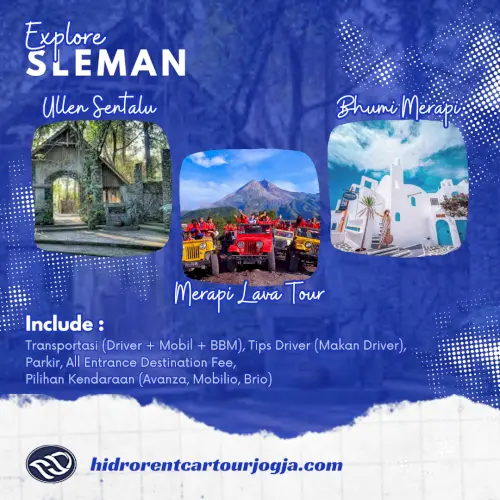 Explore
SLEMAN
Ullen Sentalu
Bhumi Merapi
Merapi Lava Tour
Include :
Transportasi (Driver + Mobil + BBM), Tips Driver (Makan Driver),
Parkir, All Entrance Destination Fee,
Pilihan Kendaraan (Avanza, Mobilio, Brio)
hidrorentcartourjogja.com